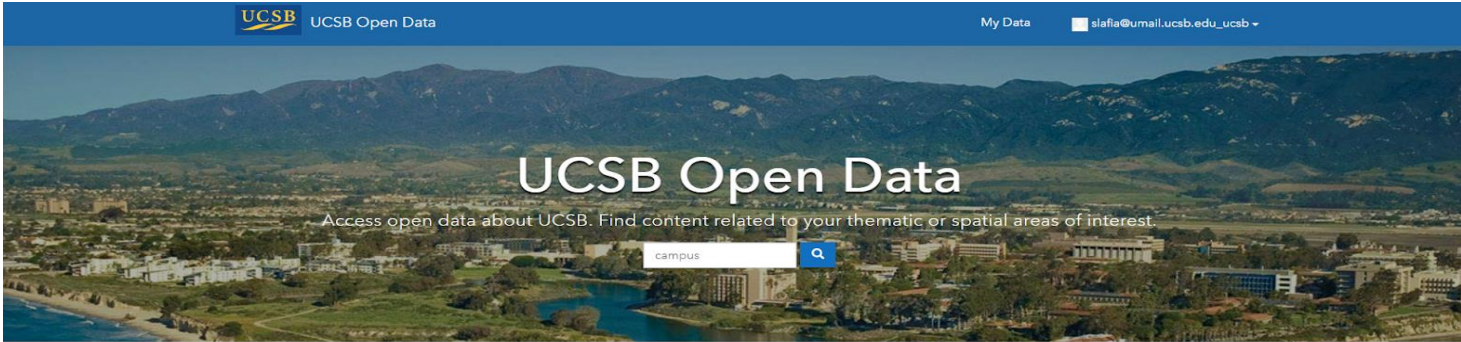 UCSB UCSB Open Data My Data slafia@umail.ucsb.edu_ucsb
UCSB Open Data
Access open data about UCSB. Find content related to your thematic or spatial areas of interest.
campus